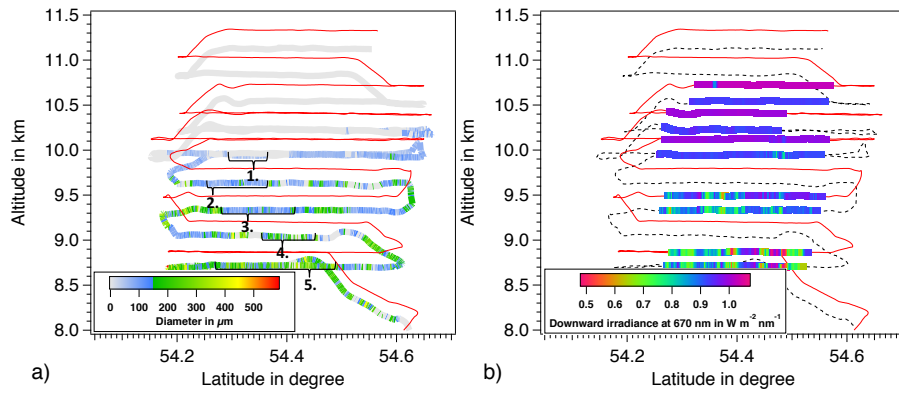 11.5
11.0
10.5
10.0
9.5
9.0
8.5
8.0
Altitude in km
1.
2.
3.
4.
5.
0 100 200 300 400 500
Diameter in µm
54.2 54.4 54.6
Latitude in degree
a)
11.5
11.0
10.5
10.0
9.5
9.0
8.5
8.0
Altitude in km
0.5 0.6 0.7 0.8 0.9 1.0
Downward irradiance at 670 nm in W m⁻² nm⁻¹
54.2 54.4 54.6
Latitude in degree
b)